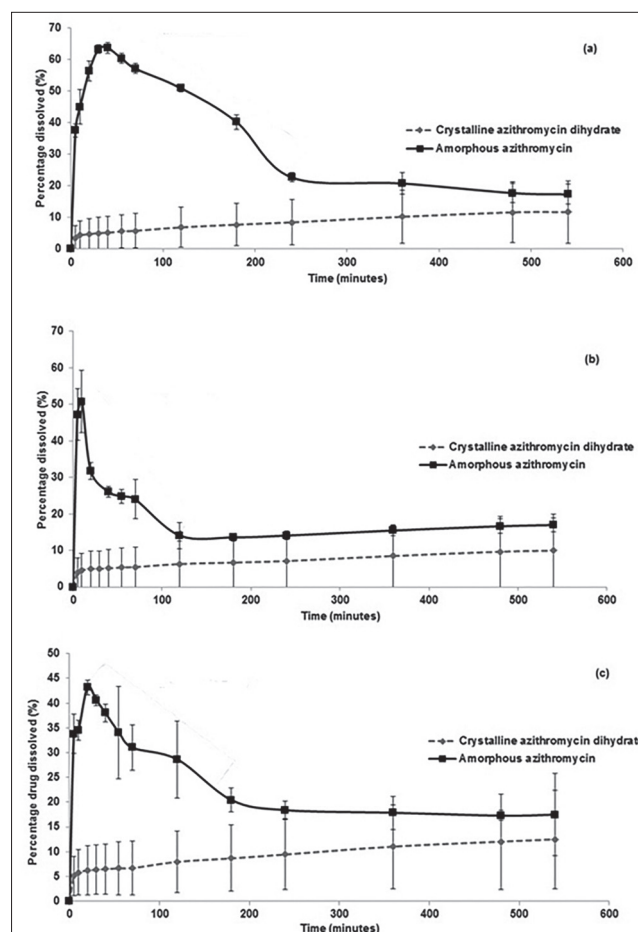 70
(a)
60
50
40
30
20
10
0
Percentage dissolved (%)
Crystalline azithromycin dihydrate
Amorphous azithromycin
0 100 200 300 400 500 600
Time (minutes)
70
(b)
60
50
40
30
20
10
0
Percentage dissolved (%)
Crystalline azithromycin dihydrate
Amorphous azithromycin
0 100 200 300 400 500 600
Time (minutes)
50
(c)
45
40
35
30
25
20
15
10
5
0
Percentage drug dissolved (%)
Crystalline azithromycin dihydrate
Amorphous azithromycin
0 100 200 300 400 500 600
Time (minutes)